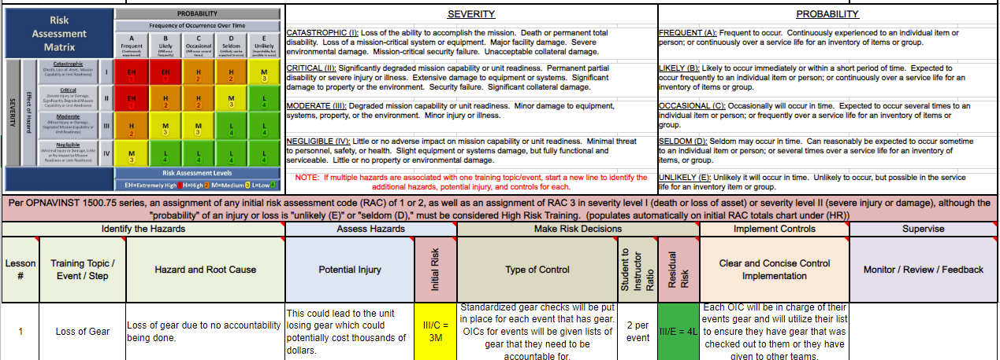 Risk
Assessment
Matrix
PROBABILITY
Frequency of Occurrence Over Time
A B C D E
Frequent Likely Occasional Seldom Unlikely
SEVERITY
Effect of Hazard
Catastrophic
(Death, Loss of Asset, Mission
Capability or Unit Readiness)
I
EH 1 EH 1 H 2 H 2 M 3
Critical
(Severe Injury or Damage,
Significantly Degraded Mission
Capability or Unit Readiness)
II
EH 1 H 2 H 2 M 3 L 4
Moderate
(Minor Injury or Damage,
Degraded Mission Capability or
Unit Readiness)
III
H 2 M 3 M 3 L 4 L 4
Negligible
(Minimal Injury or Damage, Little
or No Impact to Mission
Readiness or Unit Readiness)
IV
M 3 L 4 L 4 L 4 L 4
Risk Assessment Levels
EH=Extremely High 1 H=High 2 M=Medium 3 L=Low 4
SEVERITY
CATASTROPHIC (I): Loss of the ability to accomplish the mission. Death or permanent total
disability. Loss of a mission-critical system or equipment. Major facility damage. Severe
environmental damage. Mission-critical security failure. Unacceptable collateral damage.
CRITICAL (II): Significantly degraded mission capability or unit readiness. Permanent partial
disability or severe injury or illness. Extensive damage to equipment or systems. Significant
damage to property or the environment. Security failure. Significant collateral damage.
MODERATE (III): Degraded mission capability or unit readiness. Minor damage to equipment,
systems, property, or the environment. Minor injury or illness.
NEGLIGIBLE (IV): Little or no adverse impact on mission capability or unit readiness. Minimal threat
to personnel, safety, or health. Slight equipment or systems damage, but fully functional and
serviceable. Little or no property or environmental damage.
NOTE: If multiple hazards are associated with one training topic/event, start a new line to identify the
additional hazards, potential injury, and controls for each.
PROBABILITY
FREQUENT (A): Frequent to occur. Continuously experienced to an individual item or
person; or continuously over a service life for an inventory of items or group.
LIKELY (B): Likely to occur immediately or within a short period of time. Expected to
occur frequently to an individual item or person; or continuously over a service life for an
inventory of items or group.
OCCASIONAL (C): Occasionally will occur in time. Expected to occur several times to an
individual item or person; or frequently over a service life for an inventory of items or
group.
SELDOM (D): Seldom may occur in time. Can reasonably be expected to occur sometime
to an individual item or person; or several times over a service life for an inventory of
items, or group.
UNLIKELY (E): Unlikely it will occur in time. Unlikely to occur, but possible in the service
life for an inventory item or group.
Per OPNAVINST 1500.75 series, an assignment of any initial risk assessment code (RAC) of 1 or 2, as well as an assignment of RAC 3 in severity level I (death or loss of asset) or severity level II (severe injury or damage), although the
"probability" of an injury or loss is "unlikely (E)" or "seldom (D)," must be considered High Risk Training. (populates automatically on initial RAC totals chart under (HR))
Identify the Hazards
Assess Hazards
Make Risk Decisions
Implement Controls
Supervise
Lesson
#
Training Topic /
Event / Step
Hazard and Root Cause
Potential Injury
Initial Risk
Type of Control
Student to
Instructor
Ratio
Residual
Risk
Clear and Concise Control
Implementation
Monitor / Review / Feedback
1
Loss of Gear
Loss of gear due to no accountability
being done.
This could lead to the unit
losing gear which could
potentially cost thousands of
dollars.
III/C =
3M
Standardized gear checks will be put
in place for each event that has gear.
OICs for events will be given lists of
gear that they need to be
accountable for.
2 per
event
III/E = 4L
Each OIC will be in charge of their
events gear and will utilize their list
to ensure they have gear that was
checked out to them or they have
given to other teams.